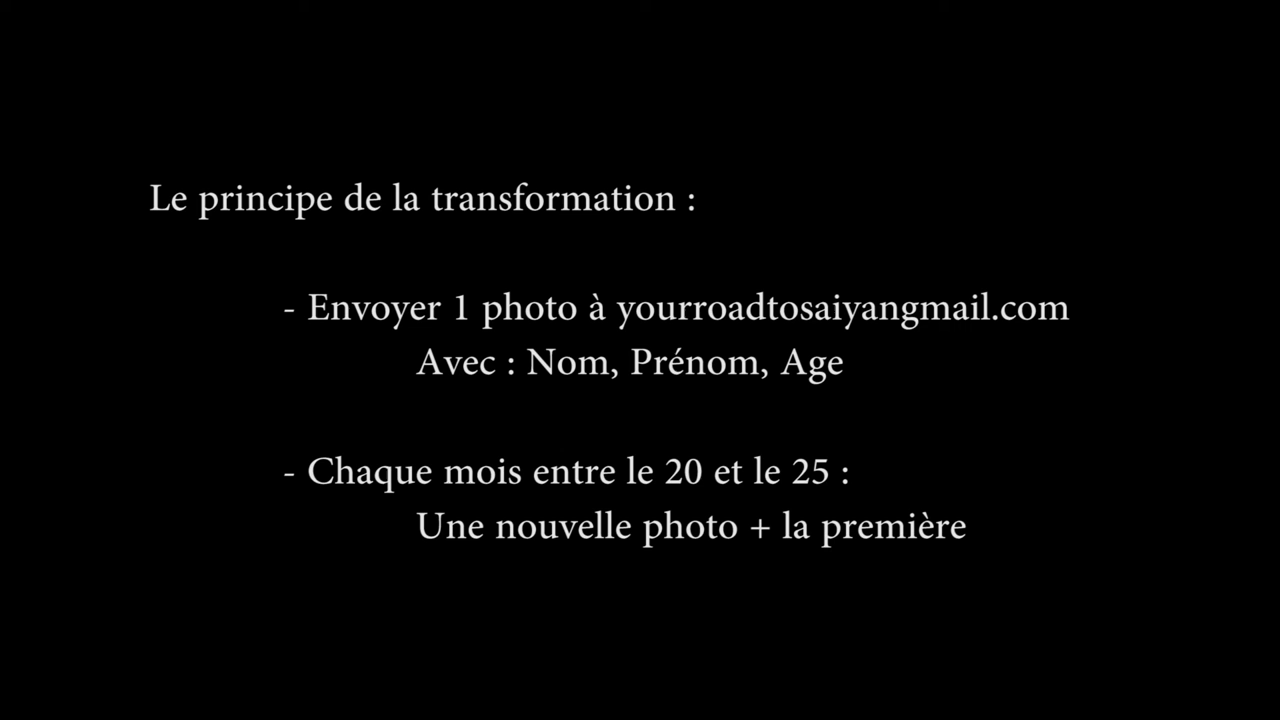 Le principe de la transformation :
- Envoyer 1 photo à yourroadtosaiyangmail.com
Avec : Nom, Prénom, Age
- Chaque mois entre le 20 et le 25 :
Une nouvelle photo + la première